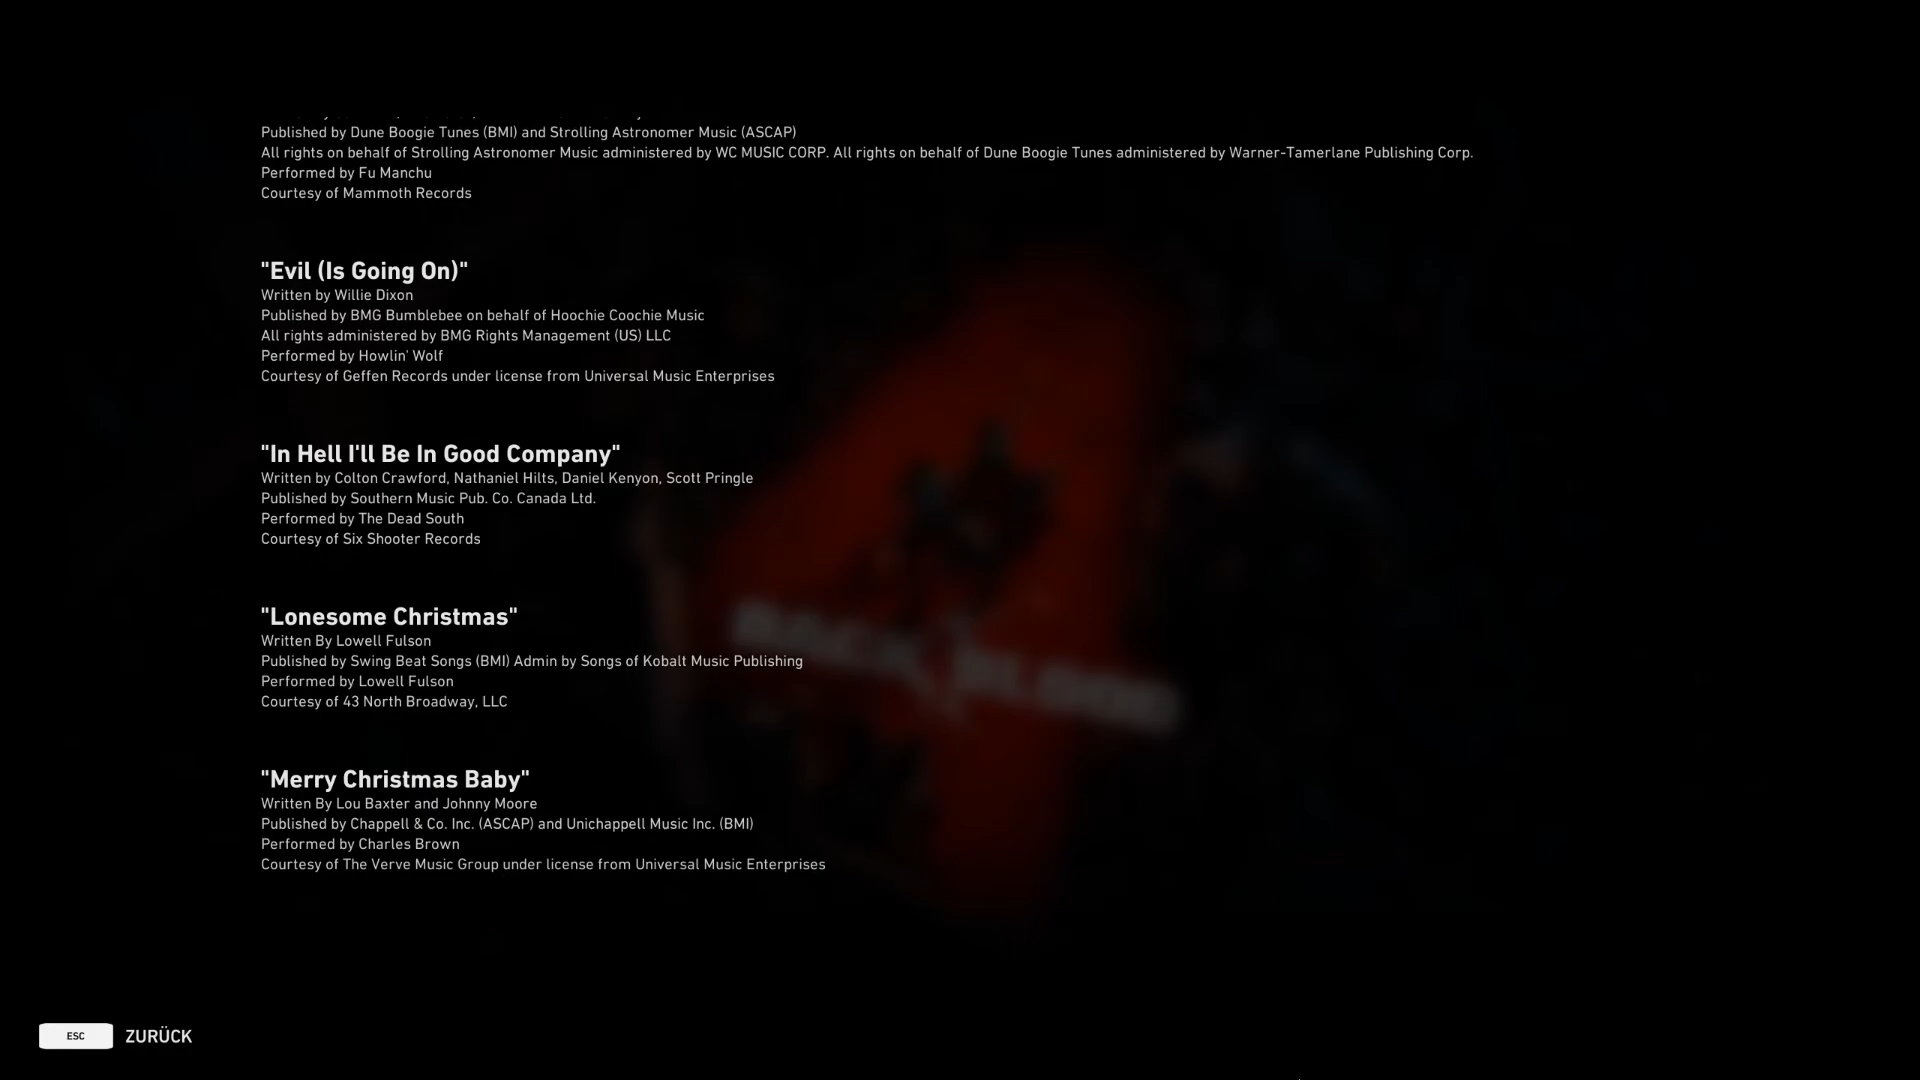 Published by Dune Boogie Tunes (BMI) and Strolling Astronomer Music (ASCAP)
All rights on behalf of Strolling Astronomer Music administered by WC MUSIC CORP. All rights on behalf of Dune Boogie Tunes administered by Warner-Tamerlane Publishing Corp.
Performed by Fu Manchu
Courtesy of Mammoth Records
"Evil (Is Going On)"
Written by Willie Dixon
Published by BMG Bumblebee on behalf of Hoochie Coochie Music
All rights administered by BMG Rights Management (US) LLC
Performed by Howlin' Wolf
Courtesy of Geffen Records under license from Universal Music Enterprises
"In Hell I'll Be In Good Company"
Written by Colton Crawford, Nathaniel Hilts, Daniel Kenyon, Scott Pringle
Published by Southern Music Pub. Co. Canada Ltd.
Performed by The Dead South
Courtesy of Six Shooter Records
"Lonesome Christmas"
Written By Lowell Fulson
Published by Swing Beat Songs (BMI) Admin by Songs of Kobalt Music Publishing
Performed by Lowell Fulson
Courtesy of 43 North Broadway, LLC
"Merry Christmas Baby"
Written By Lou Baxter and Johnny Moore
Published by Chappell & Co. Inc. (ASCAP) and Unichappell Music Inc. (BMI)
Performed by Charles Brown
Courtesy of The Verve Music Group under license from Universal Music Enterprises
BACK BLOOD
ESC ZURÜCK